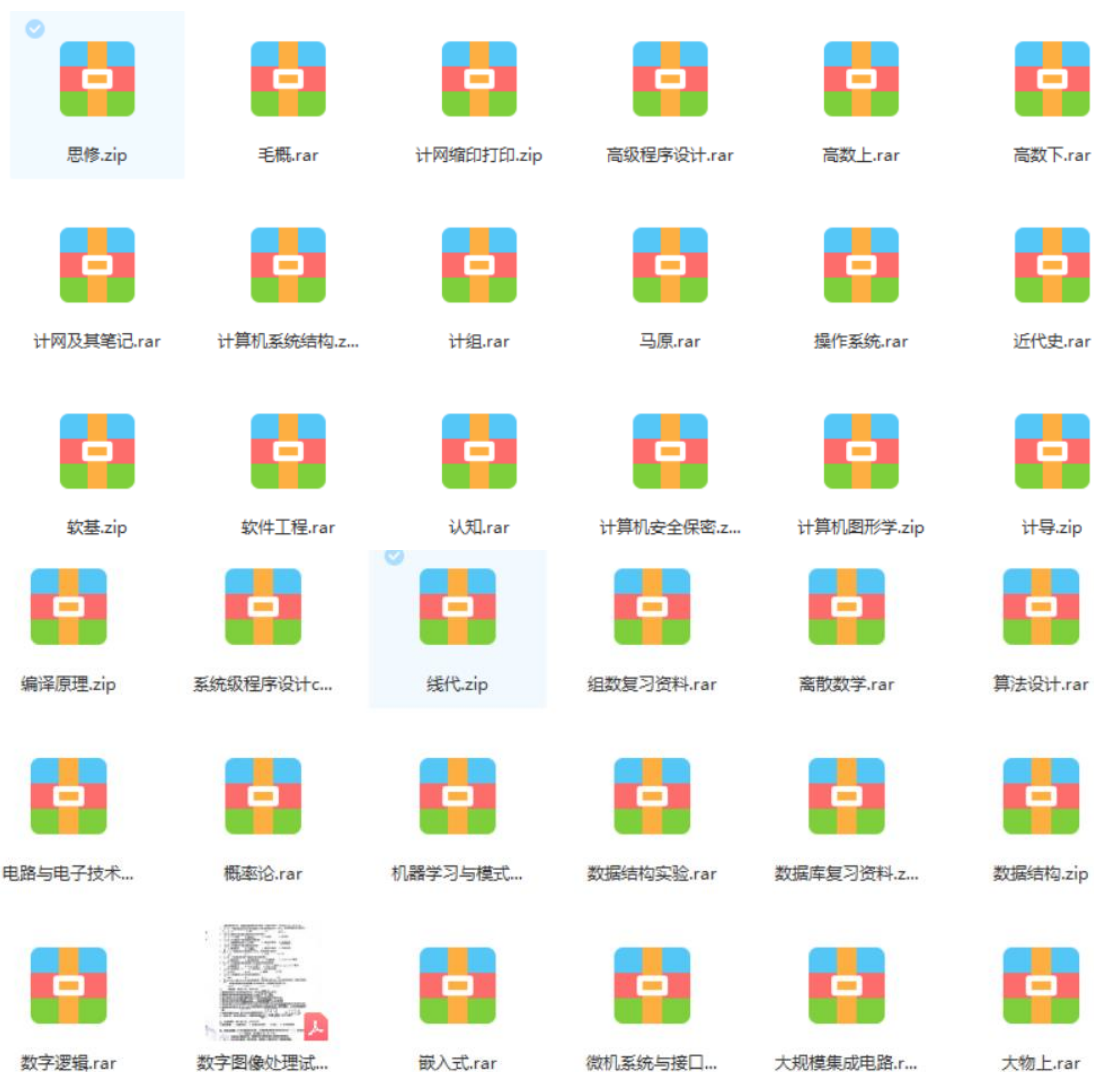 思修.zip
毛概.rar
计网缩印打印.zip
高级程序设计.rar
高数上.rar
高数下.rar
计网及其笔记.rar
计算机系统结构.z...
计组.rar
马原.rar
操作系统.rar
近代史.rar
软基.zip
软件工程.rar
认知.rar
计算机安全保密.z...
计算机图形学.zip
计导.zip
编译原理.zip
系统级程序设计c...
线代.zip
组数复习资料.rar
离散数学.rar
算法设计.rar
电路与电子技术...
概率论.rar
机器学习与模式...
数据结构实验.rar
数据库复习资料.z...
数据结构.zip
数字逻辑.rar
数字图像处理试...
嵌入式.rar
微机系统与接口...
大规模集成电路.r...
大物上.rar